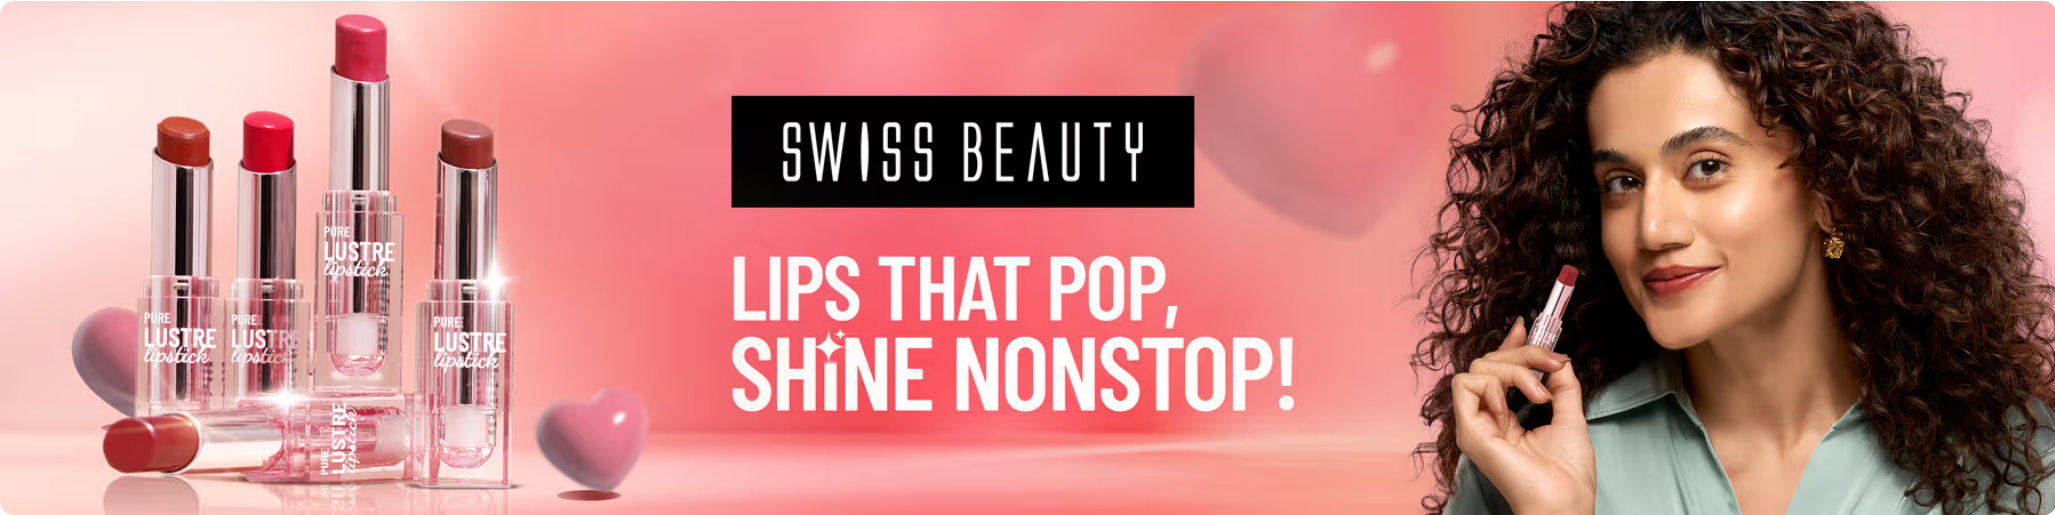 SWISS BEAUTY
LIPS THAT POP,
SHiNE NONSTOP!
PURE
LUSTRE
lipstick
PURE
LUSTRE
lipstick
PURE
LUSTRE
lipstick
PURE
LUSTRE
lipstick
PURE
LUSTRE
lipstick